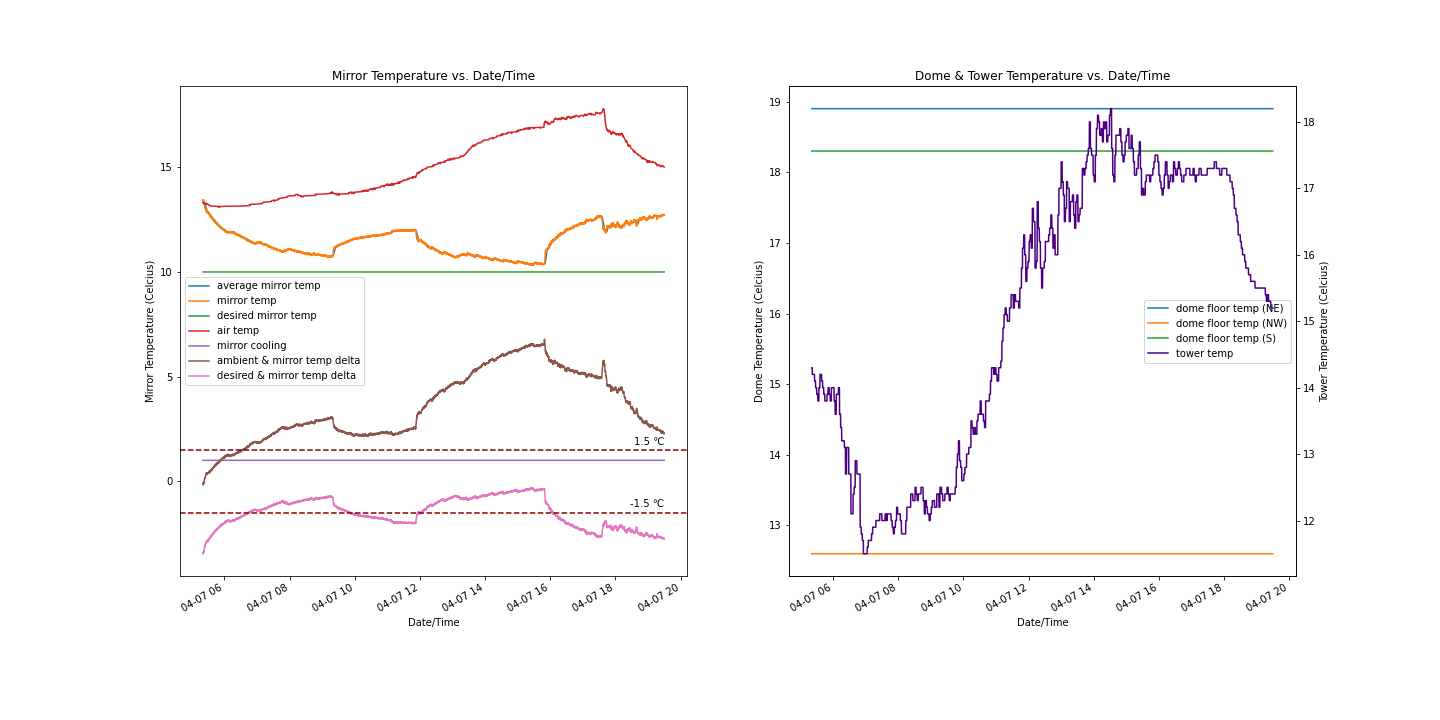 Mirror Temperature vs. Date/Time
Mirror Temperature (Celcius)
15
10
5
0
average mirror temp
mirror temp
desired mirror temp
air temp
mirror cooling
ambient & mirror temp delta
desired & mirror temp delta
1.5 °C
-1.5 °C
04-07 06
04-07 08
04-07 10
04-07 12
04-07 14
04-07 16
04-07 18
04-07 20
Date/Time
Dome & Tower Temperature vs. Date/Time
Dome Temperature (Celcius)
19
18
17
16
15
14
13
dome floor temp (NE)
dome floor temp (NW)
dome floor temp (S)
tower temp
18
17
16
15
14
13
12
Tower Temperature (Celcius)
04-07 06
04-07 08
04-07 10
04-07 12
04-07 14
04-07 16
04-07 18
04-07 20
Date/Time